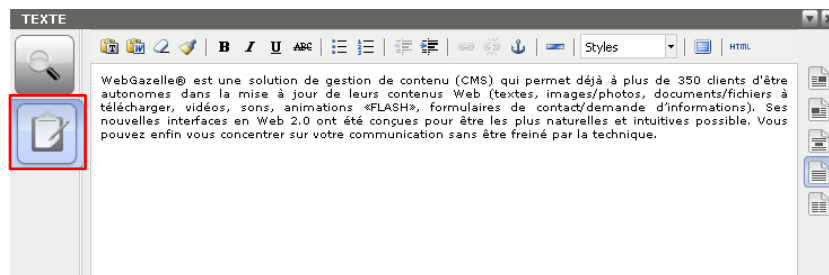 TEXTE
B I U ABC Styles HTML
WebGazelle® est une solution de gestion de contenu (CMS) qui permet déjà à plus de 350 clients d'être
autonomes dans la mise à jour de leurs contenus Web (textes, images/photos, documents/fichiers à
télécharger, vidéos, sons, animations «FLASH», formulaires de contact/demande d'informations). Ses
nouvelles interfaces en Web 2.0 ont été conçues pour être les plus naturelles et intuitives possible. Vous
pouvez enfin vous concentrer sur votre communication sans être freiné par la technique.